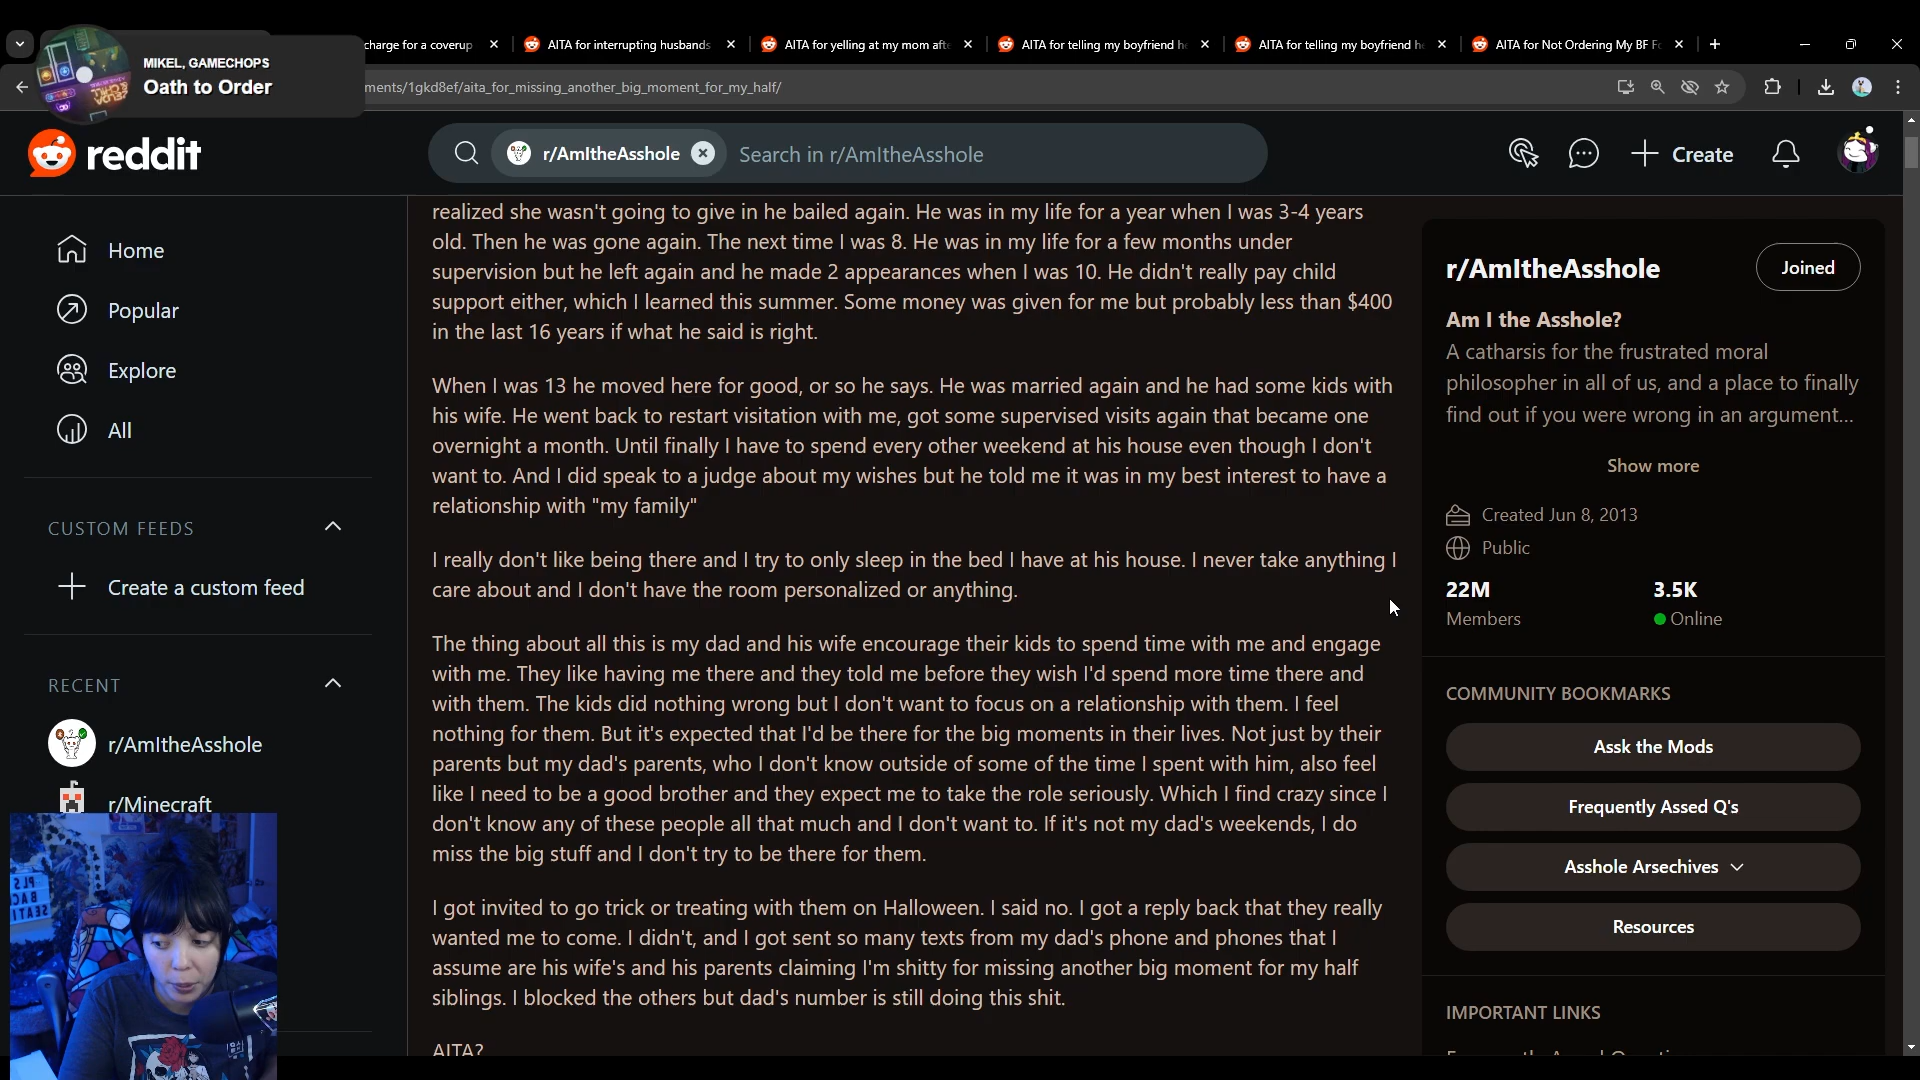 MIKEL, GAMECHOPS
Oath to Order
charge for a coverup
AITA for interrupting husbands
AITA for yelling at my mom afte
AITA for telling my boyfriend he
AITA for telling my boyfriend he
AITA for Not Ordering My BF Fo
ments/1gkd8ef/aita_for_missing_another_big_moment_for_my_half/
reddit
r/AmItheAsshole
Search in r/AmItheAsshole
Create
Home
Popular
Explore
All
CUSTOM FEEDS
Create a custom feed
RECENT
r/AmItheAsshole
r/Minecraft
realized she wasn't going to give in he bailed again. He was in my life for a year when I was 3-4 years
old. Then he was gone again. The next time I was 8. He was in my life for a few months under
supervision but he left again and he made 2 appearances when I was 10. He didn't really pay child
support either, which I learned this summer. Some money was given for me but probably less than $400
in the last 16 years if what he said is right.
When I was 13 he moved here for good, or so he says. He was married again and he had some kids with
his wife. He went back to restart visitation with me, got some supervised visits again that became one
overnight a month. Until finally I have to spend every other weekend at his house even though I don't
want to. And I did speak to a judge about my wishes but he told me it was in my best interest to have a
relationship with "my family"
I really don't like being there and I try to only sleep in the bed I have at his house. I never take anything I
care about and I don't have the room personalized or anything.
The thing about all this is my dad and his wife encourage their kids to spend time with me and engage
with me. They like having me there and they told me before they wish I'd spend more time there and
with them. The kids did nothing wrong but I don't want to focus on a relationship with them. I feel
nothing for them. But it's expected that I'd be there for the big moments in their lives. Not just by their
parents but my dad's parents, who I don't know outside of some of the time I spent with him, also feel
like I need to be a good brother and they expect me to take the role seriously. Which I find crazy since I
don't know any of these people all that much and I don't want to. If it's not my dad's weekends, I do
miss the big stuff and I don't try to be there for them.
I got invited to go trick or treating with them on Halloween. I said no. I got a reply back that they really
wanted me to come. I didn't, and I got sent so many texts from my dad's phone and phones that I
assume are his wife's and his parents claiming I'm shitty for missing another big moment for my half
siblings. I blocked the others but dad's number is still doing this shit.
AITA?
r/AmItheAsshole
Joined
Am I the Asshole?
A catharsis for the frustrated moral
philosopher in all of us, and a place to finally
find out if you were wrong in an argument...
Show more
Created Jun 8, 2013
Public
22M
3.5K
Members
Online
COMMUNITY BOOKMARKS
Assk the Mods
Frequently Assed Q's
Asshole Arsechives
Resources
IMPORTANT LINKS